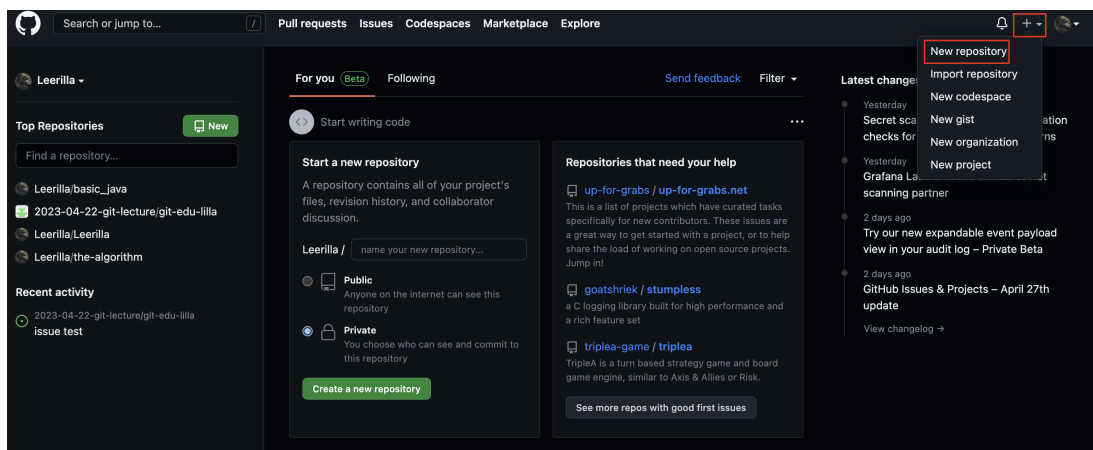 Search or jump to...
/
Pull requests Issues Codespaces Marketplace Explore
New repository
Import repository
New codespace
New gist
New organization
New project
Leerilla
Top Repositories
New
Find a repository...
Leerilla/basic_java
2023-04-22-git-lecture/git-edu-lilla
Leerilla/Leerilla
Leerilla/the-algorithm
Recent activity
2023-04-22-git-lecture/git-edu-lilla
issue test
For you Beta Following
Send feedback Filter
Start writing code
Start a new repository
A repository contains all of your project's
files, revision history, and collaborator
discussion.
Leerilla / name your new repository...
Public
Anyone on the internet can see this
repository
Private
You choose who can see and commit to
this repository
Create a new repository
Repositories that need your help
up-for-grabs / up-for-grabs.net
This is a list of projects which have curated tasks
specifically for new contributors. These issues are
a great way to get started with a project, or to help
share the load of working on open source projects.
Jump in!
goatshriek / stumpless
a C logging library built for high performance and
a rich feature set
triplea-game / triplea
TripleA is a turn based strategy game and board
game engine, similar to Axis & Allies or Risk.
See more repos with good first issues
Latest change
Yesterday
Secret sca ation
checks for ns
Yesterday
Grafana La
scanning partner
2 days ago
Try our new expandable event payload
view in your audit log – Private Beta
2 days ago
GitHub Issues & Projects – April 27th
update
View changelog →